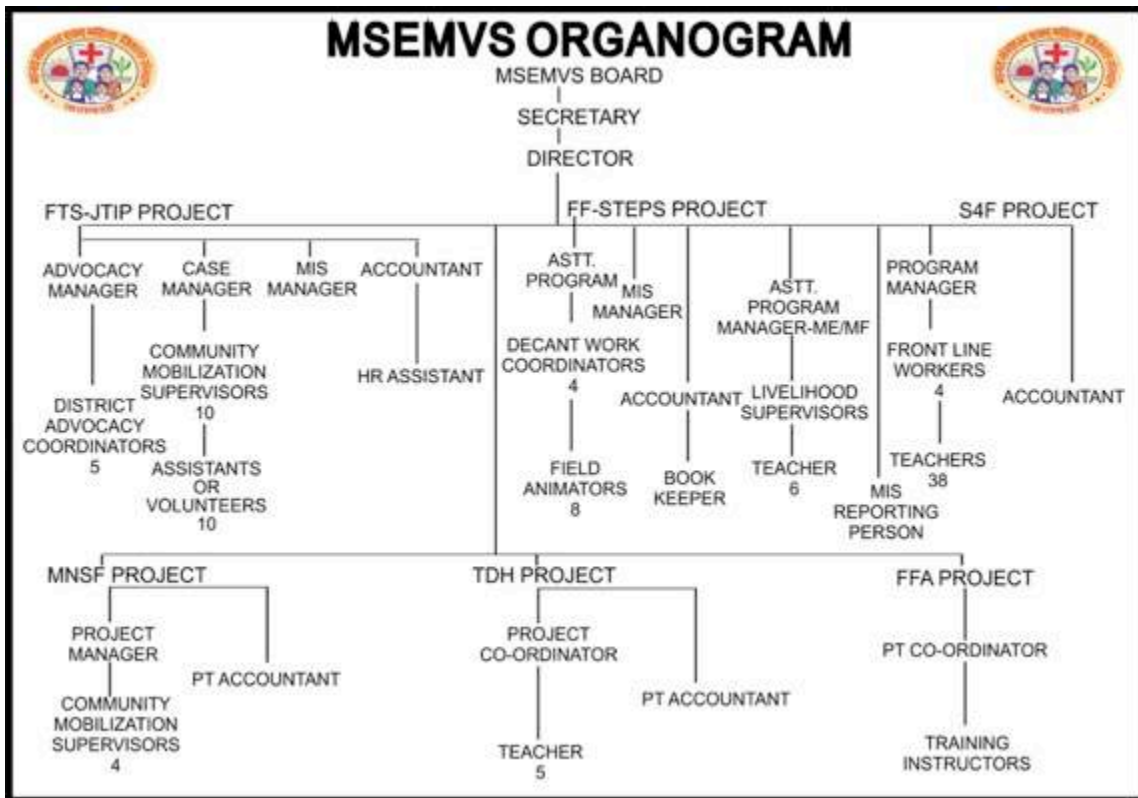 MSEMVS ORGANOGRAM
MSEMVS BOARD
SECRETARY
DIRECTOR
FTS-JTIP PROJECT
ADVOCACY
MANAGER
DISTRICT
ADVOCACY
COORDINATORS
5
CASE
MANAGER
COMMUNITY
MOBILIZATION
SUPERVISORS
10
ASSISTANTS
OR
VOLUNTEERS
10
MIS
MANAGER
ACCOUNTANT
HR ASSISTANT
FF-STEPS PROJECT
ASTT.
PROGRAM
DECANT WORK
COORDINATORS
4
FIELD
ANIMATORS
8
MIS
MANAGER
ACCOUNTANT
BOOK
KEEPER
ASTT.
PROGRAM
MANAGER-ME/MF
LIVELIHOOD
SUPERVISORS
TEACHER
6
MIS
REPORTING
PERSON
S4F PROJECT
PROGRAM
MANAGER
FRONT LINE
WORKERS
4
TEACHERS
38
ACCOUNTANT
MNSF PROJECT
PROJECT
MANAGER
COMMUNITY
MOBILIZATION
SUPERVISORS
4
PT ACCOUNTANT
TDH PROJECT
PROJECT
CO-ORDINATOR
TEACHER
5
PT ACCOUNTANT
FFA PROJECT
PT CO-ORDINATOR
TRAINING
INSTRUCTORS